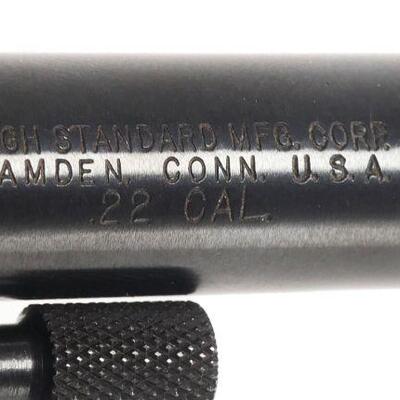 GH STANDARD MFG. CORP.
AMDEN, CONN. U.S.A.
.22 CAL.